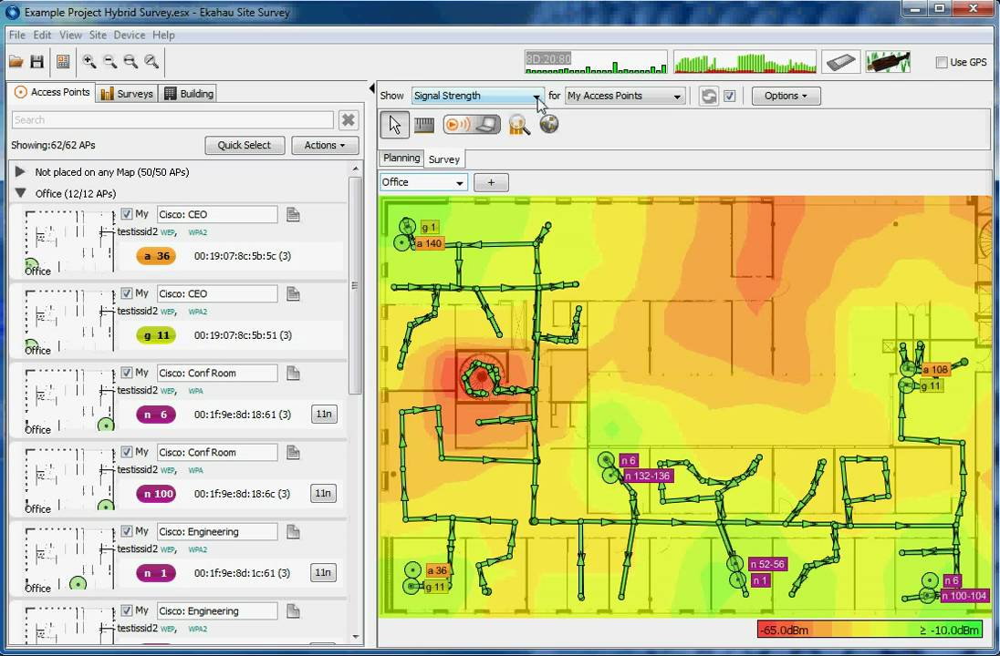 Example Project Hybrid Survey.esx - Ekahau Site Survey
File Edit View Site Device Help
8D:20:80
Use GPS
Access Points Surveys Building
Show Signal Strength for My Access Points Options
Search
Showing:62/62 APs Quick Select Actions
Planning Survey
Not placed on any Map (50/50 APs)
Office +
Office (12/12 APs)
My Cisco: CEO
testissid2 WEP, WPA2
a 36 00:19:07:8c:5b:5c (3)
Office
My Cisco: CEO
testissid2 WEP, WPA2
g 11 00:19:07:8c:5b:51 (3)
Office
My Cisco: Conf Room
testissid2 WEP, WPA
n 6 00:1f:9e:8d:18:61 (3) 11n
Office
My Cisco: Conf Room
testissid2 WEP, WPA
n 100 00:1f:9e:8d:18:6c (3) 11n
Office
My Cisco: Engineering
testissid2 WEP, WPA2
n 1 00:1f:9e:8d:1c:61 (3) 11n
Office
My Cisco: Engineering
testissid2 WEP, WPA2
g 1
a 140
a 108
g 11
n 6
n 132-136
n 52-56
n 1
a 36
g 11
n 6
n 100-104
-65.0dBm ≥ -10.0dBm